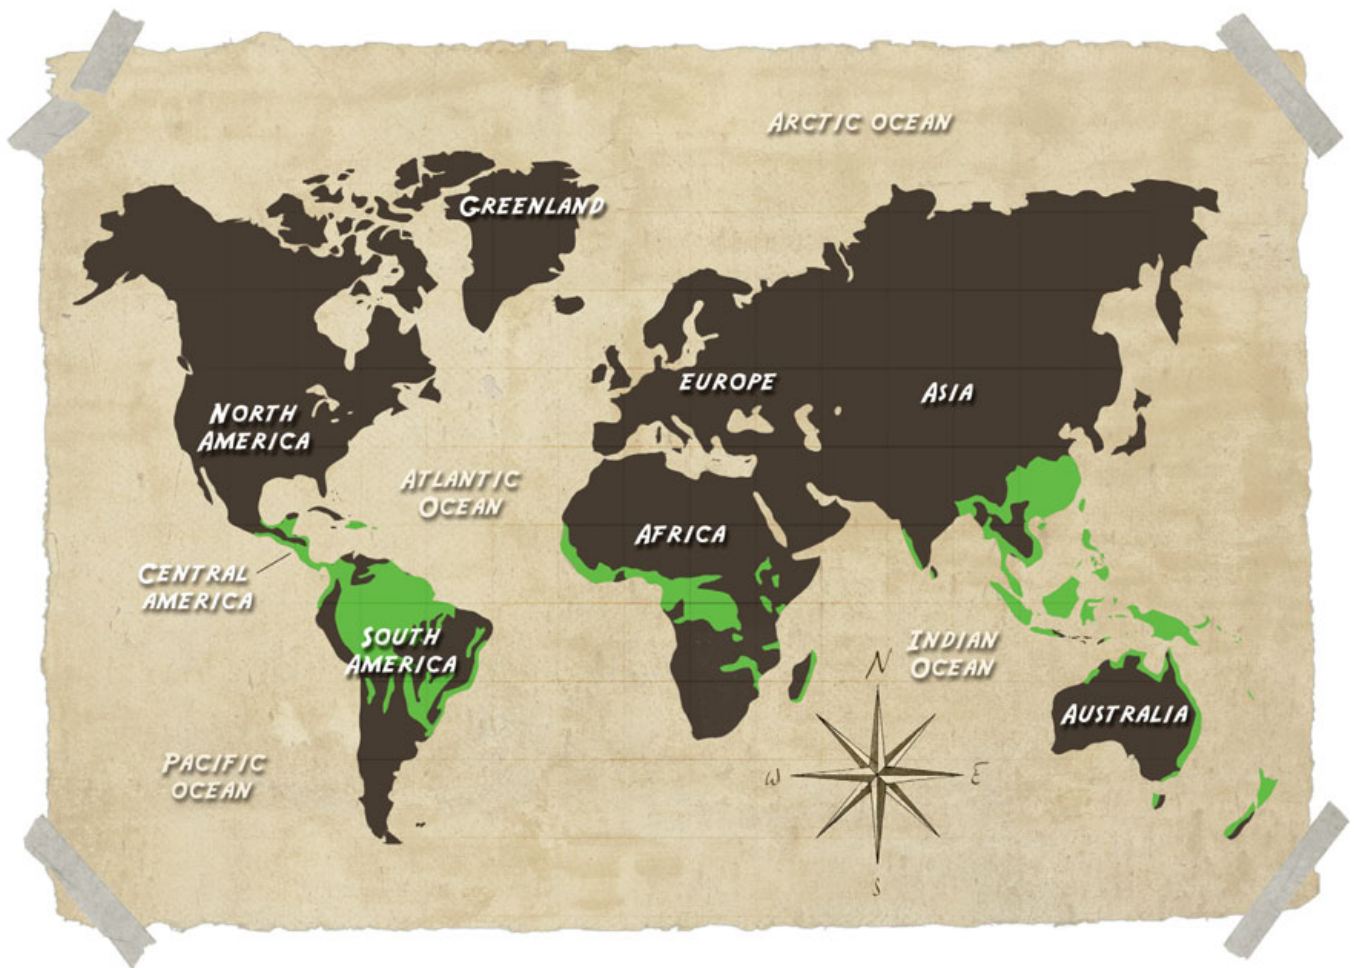 ARCTIC OCEAN
GREENLAND
EUROPE
ASIA
NORTH
AMERICA
ATLANTIC
OCEAN
AFRICA
CENTRAL
AMERICA
SOUTH
AMERICA
INDIAN
OCEAN
N
AUSTRALIA
PACIFIC
OCEAN
W
E
S